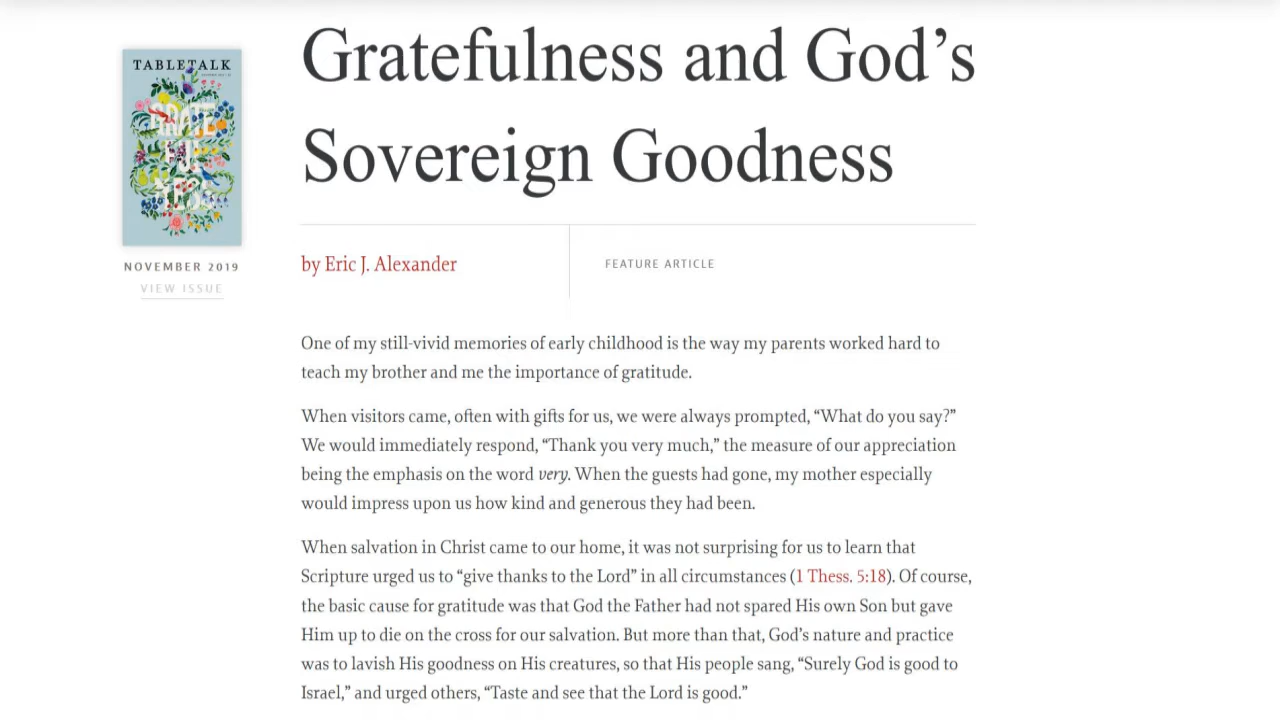 Gratefulness and God’s
Sovereign Goodness
TABLETALK
GRATE
FUL
NESS
NOVEMBER 2019
VIEW ISSUE
by Eric J. Alexander
FEATURE ARTICLE
One of my still-vivid memories of early childhood is the way my parents worked hard to
teach my brother and me the importance of gratitude.
When visitors came, often with gifts for us, we were always prompted, “What do you say?”
We would immediately respond, “Thank you very much,” the measure of our appreciation
being the emphasis on the word very. When the guests had gone, my mother especially
would impress upon us how kind and generous they had been.
When salvation in Christ came to our home, it was not surprising for us to learn that
Scripture urged us to “give thanks to the Lord” in all circumstances (1 Thess. 5:18). Of course,
the basic cause for gratitude was that God the Father had not spared His own Son but gave
Him up to die on the cross for our salvation. But more than that, God’s nature and practice
was to lavish His goodness on His creatures, so that His people sang, “Surely God is good to
Israel,” and urged others, “Taste and see that the Lord is good.”